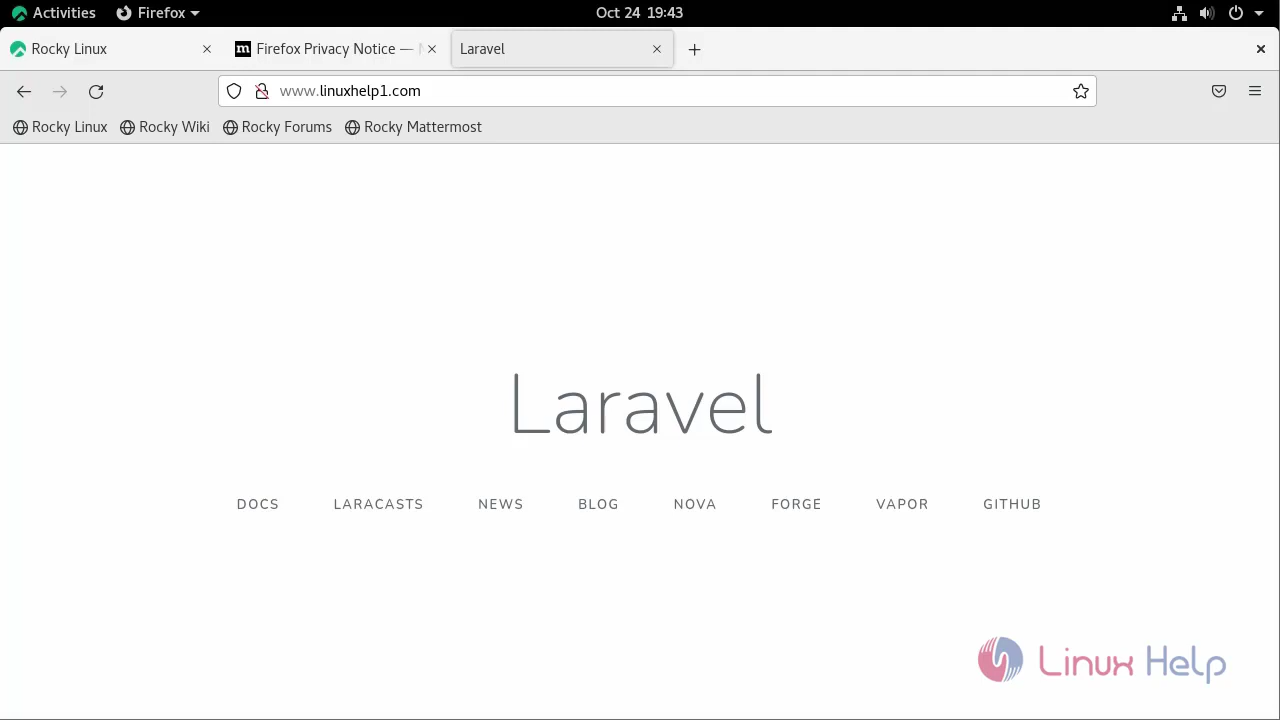 Activities Firefox Oct 24 19:43
Rocky Linux Firefox Privacy Notice — Laravel
www.linuxhelp1.com
Rocky Linux Rocky Wiki Rocky Forums Rocky Mattermost
Laravel
DOCS LARACASTS NEWS BLOG NOVA FORGE VAPOR GITHUB
Linux Help